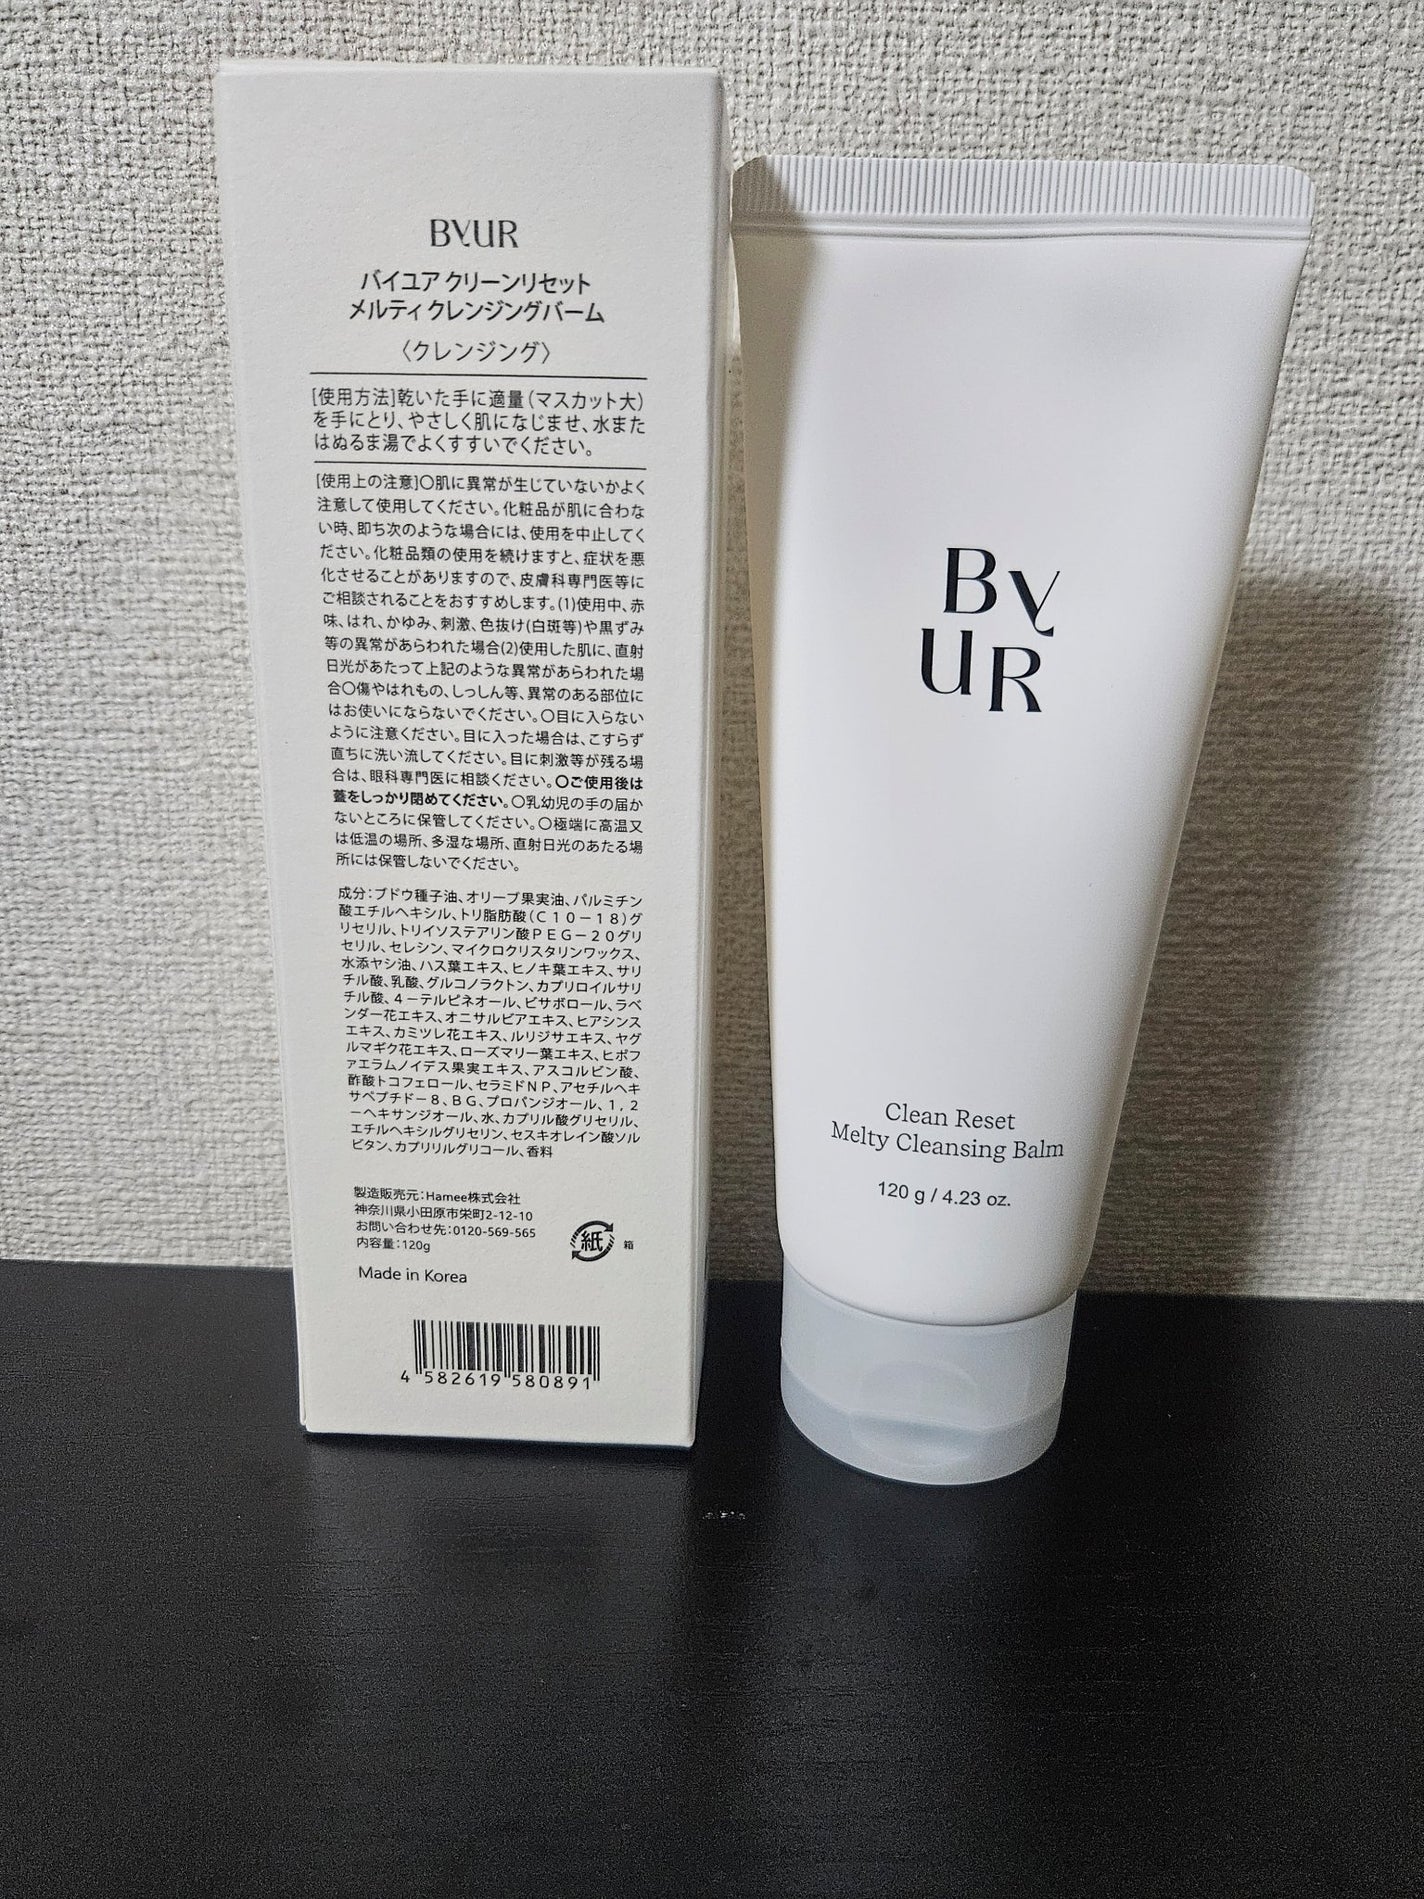 BYUR
バイユア クリーンリセット
メルティ クレンジングバーム
〈クレンジング〉
[使用方法]乾いた手に適量(マスカット大)
を手にとり、やさしく肌になじませ、水また
はぬるま湯でよくすすいでください。
[使用上の注意]〇肌に異常が生じていないかよく
注意して使用してください。化粧品が肌に合わな
い時、即ち次のような場合には、使用を中止してく
ださい。化粧品類の使用を続けますと、症状を悪
化させることがありますので、皮膚科専門医等に
ご相談されることをおすすめします。(1)使用中、赤
味、はれ、かゆみ、刺激、色抜け(白斑等)や黒ずみ
等の異常があらわれた場合(2)使用した肌に、直射
日光があたって上記のような異常があらわれた場
合〇傷やはれもの、しっしん等、異常のある部位に
はお使いにならないでください。〇目に入らない
ように注意ください。目に入った場合は、こすらず
直ちに洗い流してください。目に刺激等が残る場
合は、眼科専門医に相談ください。〇ご使用後は
蓋をしっかり閉めてください。〇乳幼児の手の届か
ないところに保管してください。〇極端に高温又
は低温の場所、多湿な場所、直射日光のあたる場
所には保管しないでください。
成分:ブドウ種子油、オリーブ果実油、パルミチン
酸エチルヘキシル、トリ脂肪酸(C10-18)グ
リセリル、トリイソステアリン酸PEG-20グリ
セリル、セレシン、マイクロクリスタリンワックス、
水添ヤシ油、ハス葉エキス、ヒノキ葉エキス、サリ
チル酸、乳酸、グルコノラクトン、カプリロイルサリ
チル酸、4-テルピネオール、ビサボロール、ラベ
ンダー花エキス、オニサルビアエキス、ヒアシンス
エキス、カミツレ花エキス、ルリジサエキス、ヤグ
ルマギク花エキス、ローズマリー葉エキス、ヒポフ
ァエラムノイデス果実エキス、アスコルビン酸、
酢酸トコフェロール、セラミドNP、アセチルヘキ
サペプチド-8、BG、プロパンジオール、1,2
-ヘキサンジオール、水、カプリル酸グリセリル、
エチルヘキシルグリセリン、セスキオレイン酸ソル
ビタン、カプリリルグリコール、香料
製造販売元:Hamee株式会社
神奈川県小田原市栄町2-12-10
お問い合わせ先:0120-569-565
内容量:120g
紙 箱
Made in Korea
4 582619 580891
BY
UR
Clean Reset
Melty Cleansing Balm
120 g / 4.23 oz.